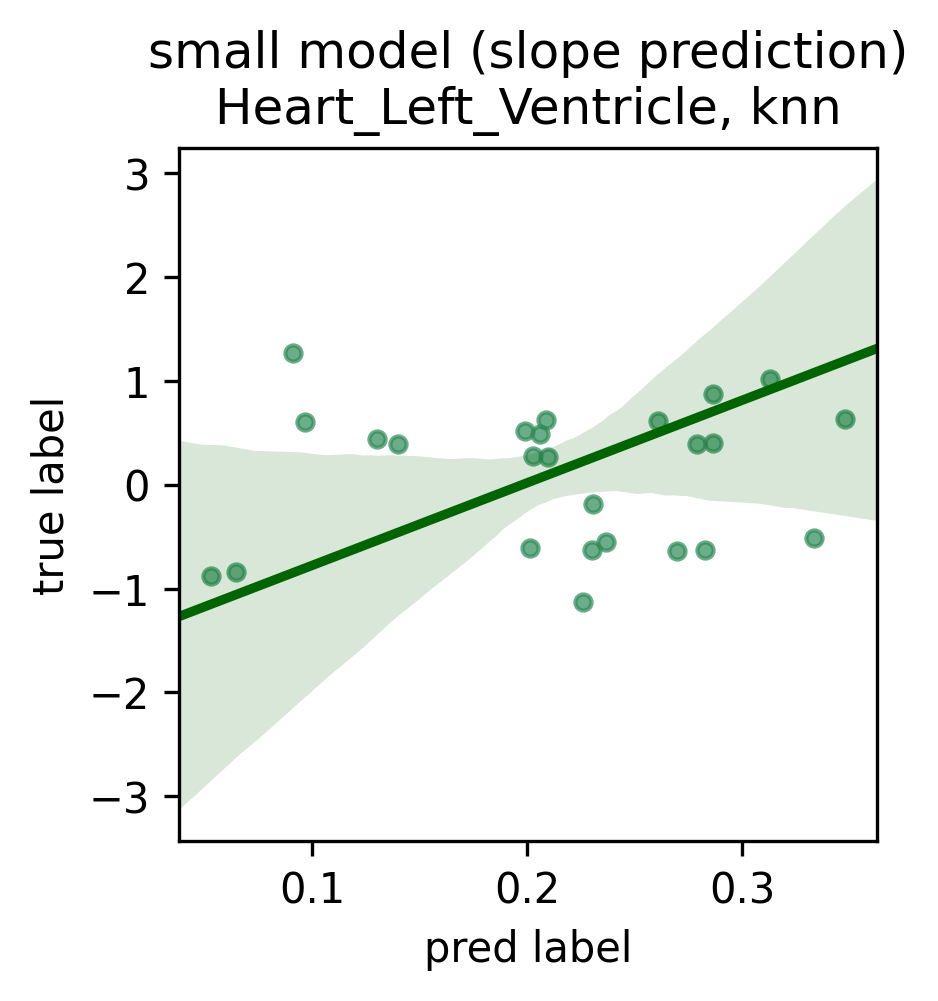 small model (slope prediction)
Heart_Left_Ventricle, knn
3
2
1
0
−1
−2
−3
true label
0.1 0.2 0.3
pred label